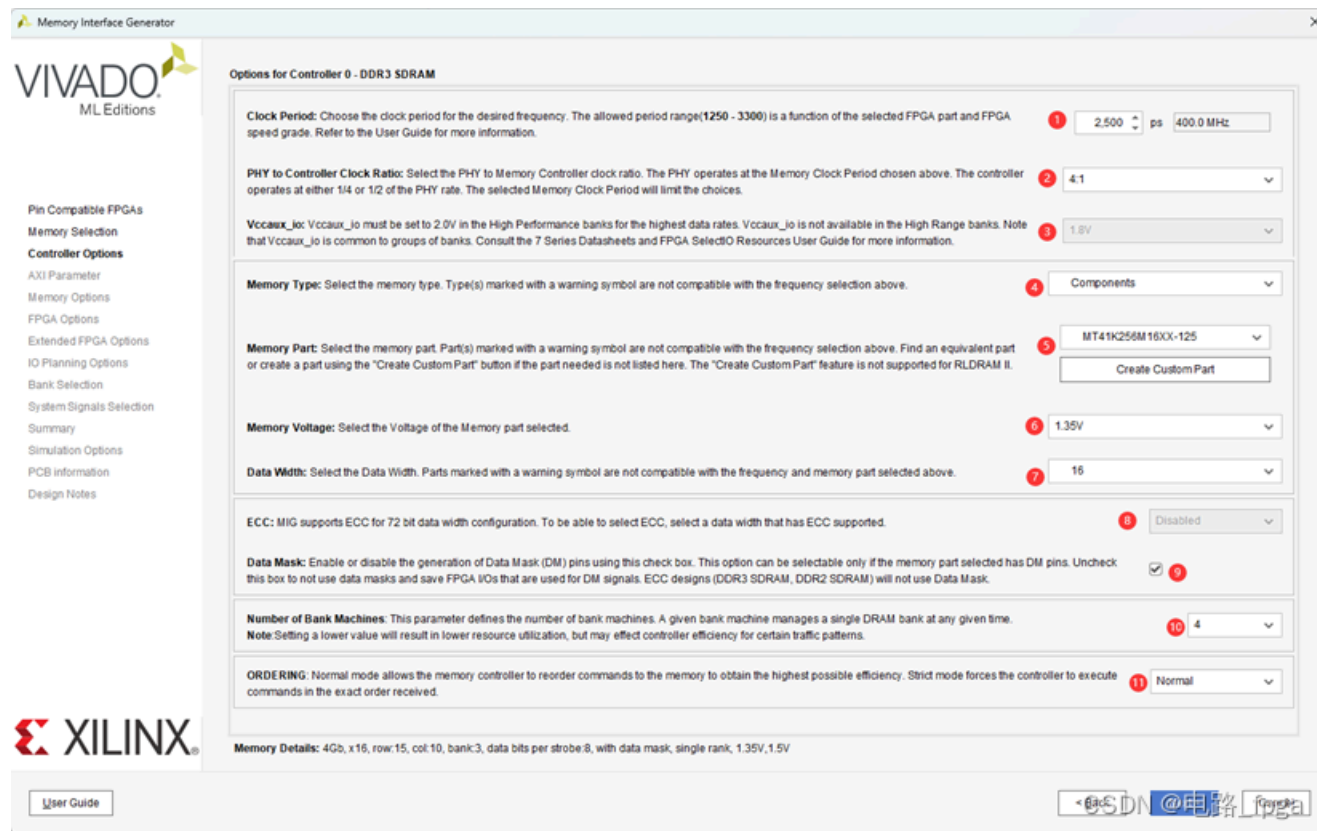 Memory Interface Generator
VIVADO
ML Editions
Pin Compatible FPGAs
Memory Selection
Controller Options
AXI Parameter
Memory Options
FPGA Options
Extended FPGA Options
IO Planning Options
Bank Selection
System Signals Selection
Summary
Simulation Options
PCB information
Design Notes
XILINX
Options for Controller 0 - DDR3 SDRAM
Clock Period: Choose the clock period for the desired frequency. The allowed period range(1250 - 3300) is a function of the selected FPGA part and FPGA
speed grade. Refer to the User Guide for more information.
1 2,500 ps 400.0 MHz
PHY to Controller Clock Ratio: Select the PHY to Memory Controller clock ratio. The PHY operates at the Memory Clock Period chosen above. The controller
operates at either 1/4 or 1/2 of the PHY rate. The selected Memory Clock Period will limit the choices.
2 4:1
Vccaux_io: Vccaux_io must be set to 2.0V in the High Performance banks for the highest data rates. Vccaux_io is not available in the High Range banks. Note
that Vccaux_io is common to groups of banks. Consult the 7 Series Datasheets and FPGA SelectIO Resources User Guide for more information.
3 1.8V
Memory Type: Select the memory type. Type(s) marked with a warning symbol are not compatible with the frequency selection above.
4 Components
Memory Part: Select the memory part. Part(s) marked with a warning symbol are not compatible with the frequency selection above. Find an equivalent part
or create a part using the "Create Custom Part" button if the part needed is not listed here. The "Create Custom Part" feature is not supported for RLDRAM II.
5 MT41K256M16XX-125
Create Custom Part
Memory Voltage: Select the Voltage of the Memory part selected.
6 1.35V
Data Width: Select the Data Width. Parts marked with a warning symbol are not compatible with the frequency and memory part selected above.
7 16
ECC: MIG supports ECC for 72 bit data width configuration. To be able to select ECC, select a data width that has ECC supported.
8 Disabled
Data Mask: Enable or disable the generation of Data Mask (DM) pins using this check box. This option can be selectable only if the memory part selected has DM pins. Uncheck
this box to not use data masks and save FPGA I/Os that are used for DM signals. ECC designs (DDR3 SDRAM, DDR2 SDRAM) will not use Data Mask.
9
Number of Bank Machines: This parameter defines the number of bank machines. A given bank machine manages a single DRAM bank at any given time.
Note:Setting a lower value will result in lower resource utilization, but may effect controller efficiency for certain traffic patterns.
10 4
ORDERING: Normal mode allows the memory controller to reorder commands to the memory to obtain the highest possible efficiency. Strict mode forces the controller to execute
commands in the exact order received.
11 Normal
Memory Details: 4Gb, x16, row:15, col:10, bank:3, data bits per strobe:8, with data mask, single rank, 1.35V,1.5V
User Guide
< Back
Cancel
CSDN @电路_fpga